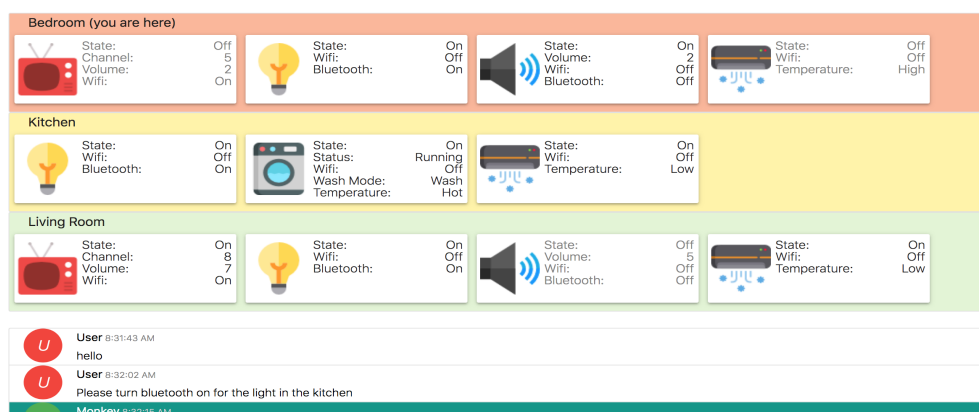 Bedroom (you are here)
State: Off
Channel: 5
Volume: 2
Wifi: On
State: On
Wifi: Off
Bluetooth: On
State: On
Volume: 2
Wifi: Off
Bluetooth: Off
State: Off
Wifi: Off
Temperature: High
Kitchen
State: On
Wifi: Off
Bluetooth: On
State: On
Status: Running
Wifi: Off
Wash Mode: Wash
Temperature: Hot
State: On
Wifi: Off
Temperature: Low
Living Room
State: On
Channel: 8
Volume: 7
Wifi: On
State: On
Wifi: Off
Bluetooth: On
State: Off
Volume: 5
Wifi: Off
Bluetooth: Off
State: On
Wifi: Off
Temperature: Low
U
User 8:31:43 AM
hello
U
User 8:32:02 AM
Please turn bluetooth on for the light in the kitchen
Monkey 8:32:15 AM